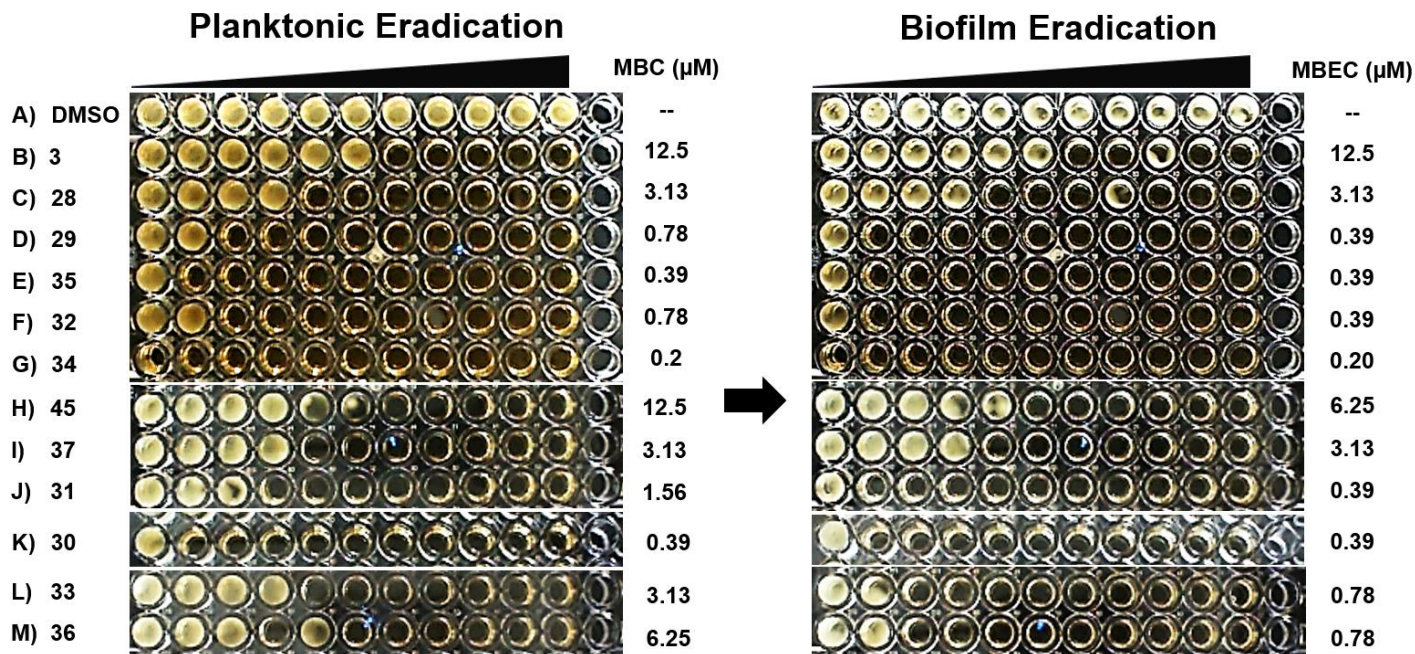 Planktonic Eradication Biofilm Eradication
MBC (µM) MBEC (µM)
A) DMSO -- --
B) 3 12.5 12.5
C) 28 3.13 3.13
D) 29 0.78 0.39
E) 35 0.39 0.39
F) 32 0.78 0.39
G) 34 0.2 0.20
H) 45 12.5 6.25
I) 37 3.13 3.13
J) 31 1.56 0.39
K) 30 0.39 0.39
L) 33 3.13 0.78
M) 36 6.25 0.78